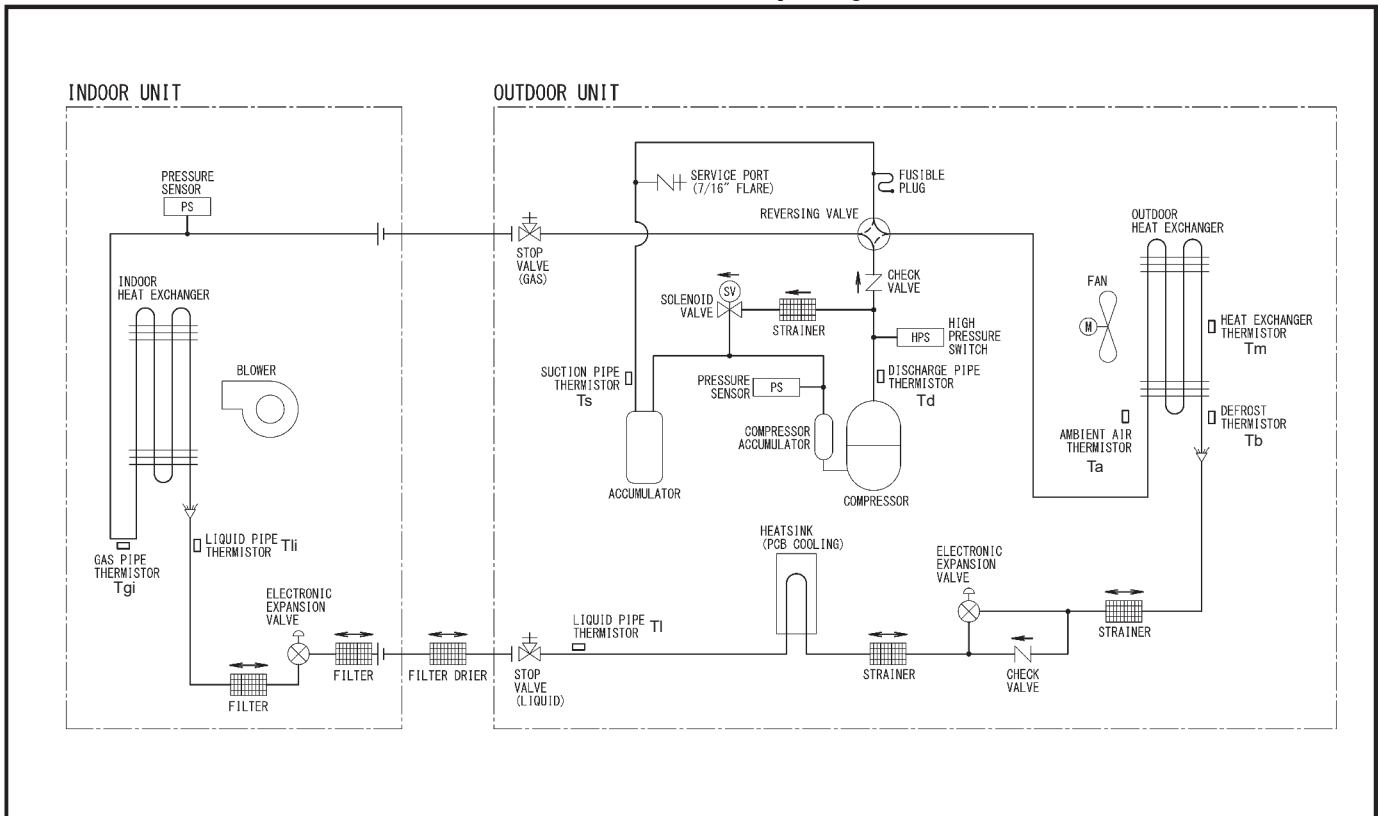 INDOOR UNIT
OUTDOOR UNIT
PRESSURE
SENSOR
PS
INDOOR
HEAT EXCHANGER
BLOWER
GAS PIPE
THERMISTOR
Tgi
LIQUID PIPE
THERMISTOR Tli
ELECTRONIC
EXPANSION
VALVE
FILTER
FILTER
FILTER DRIER
STOP
VALVE
(GAS)
SERVICE PORT
(7/16" FLARE)
FUSIBLE
PLUG
REVERSING VALVE
CHECK
VALVE
SV
SOLENOID
VALVE
STRAINER
HPS
HIGH
PRESSURE
SWITCH
SUCTION PIPE
THERMISTOR
Ts
PRESSURE
SENSOR
PS
DISCHARGE PIPE
THERMISTOR
Td
COMPRESSOR
ACCUMULATOR
ACCUMULATOR
COMPRESSOR
OUTDOOR
HEAT EXCHANGER
FAN
M
HEAT EXCHANGER
THERMISTOR
Tm
AMBIENT AIR
THERMISTOR
Ta
DEFROST
THERMISTOR
Tb
HEATSINK
(PCB COOLING)
ELECTRONIC
EXPANSION
VALVE
LIQUID PIPE
THERMISTOR Tl
STOP
VALVE
(LIQUID)
STRAINER
CHECK
VALVE
STRAINER